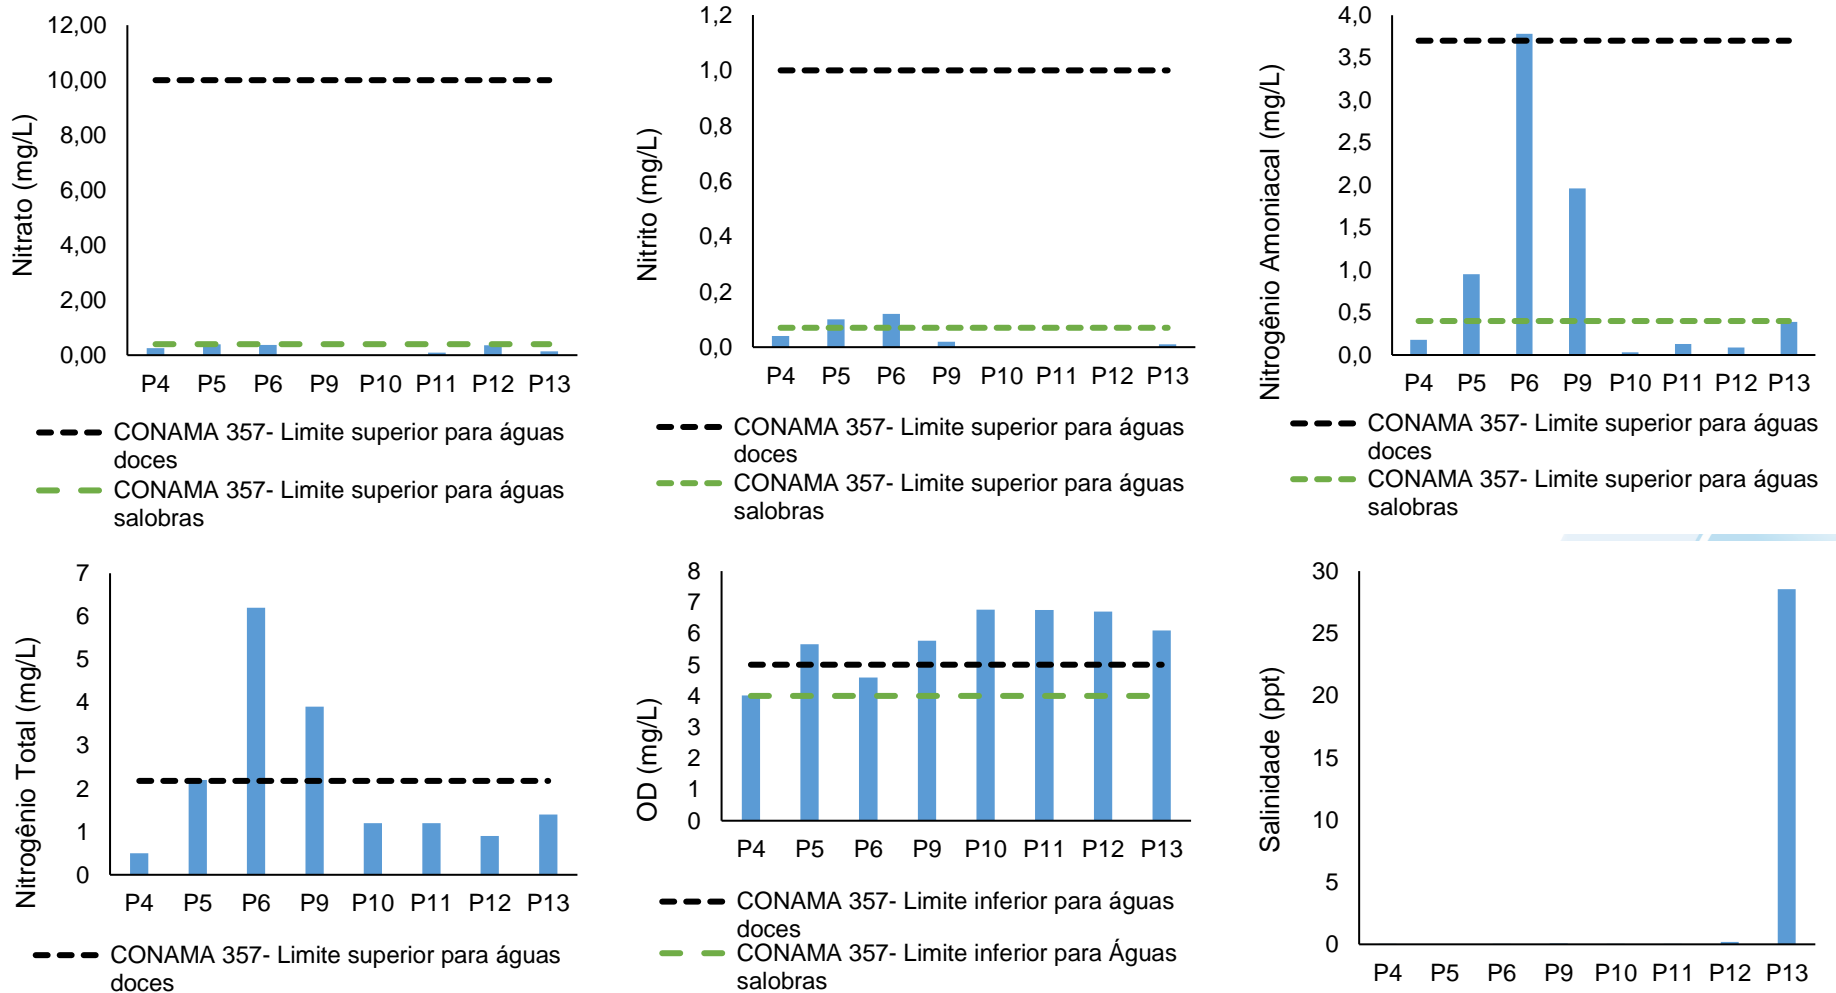 Nitrato (mg/L)
12,00
10,00
8,00
6,00
4,00
2,00
0,00
P4 P5 P6 P9 P10 P11 P12 P13
CONAMA 357- Limite superior para águas
doces
CONAMA 357- Limite superior para águas
salobras
Nitrito (mg/L)
1,2
1,0
0,8
0,6
0,4
0,2
0,0
P4 P5 P6 P9 P10 P11 P12 P13
CONAMA 357- Limite superior para águas
doces
CONAMA 357- Limite superior para águas
salobras
Nitrogênio Amoniacal (mg/L)
4,0
3,5
3,0
2,5
2,0
1,5
1,0
0,5
0,0
P4 P5 P6 P9 P10 P11 P12 P13
CONAMA 357- Limite superior para águas
doces
CONAMA 357- Limite superior para águas
salobras
Nitrogênio Total (mg/L)
7
6
5
4
3
2
1
0
P4 P5 P6 P9 P10 P11 P12 P13
CONAMA 357- Limite superior para águas
doces
OD (mg/L)
8
7
6
5
4
3
2
1
0
P4 P5 P6 P9 P10 P11 P12 P13
CONAMA 357- Limite inferior para águas
doces
CONAMA 357- Limite inferior para Águas
salobras
Salinidade (ppt)
30
25
20
15
10
5
0
P4 P5 P6 P9 P10 P11 P12 P13